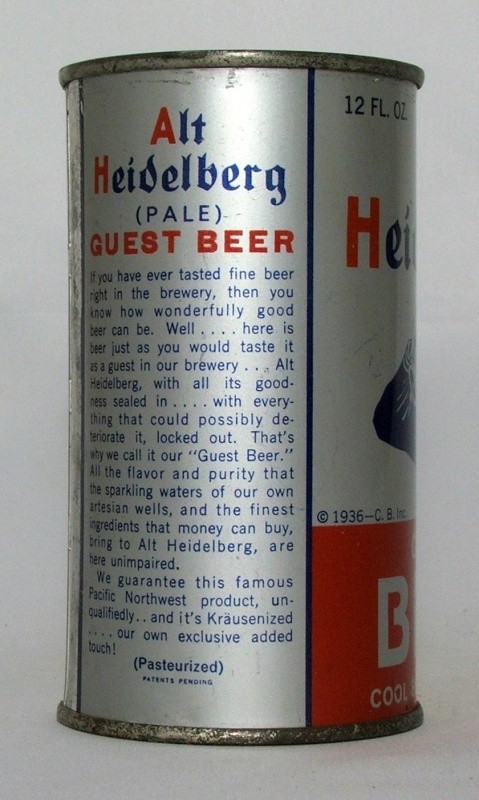 Alt
Heidelberg
(PALE)
GUEST BEER
If you have ever tasted fine beer
right in the brewery, then you
know how wonderfully good
beer can be. Well . . . . here is
beer just as you would taste it
as a guest in our brewery . . . Alt
Heidelberg, with all its good-
ness sealed in . . . . with every-
thing that could possibly de-
teriorate it, locked out. That's
why we call it our "Guest Beer."
All the flavor and purity that
the sparkling waters of our own
artesian wells, and the finest
ingredients that money can buy,
bring to Alt Heidelberg, are
here unimpaired.
We guarantee this famous
Pacific Northwest product, un-
qualifiedly . . and it's Kräusenized
. . . . our own exclusive added
touch!
(Pasteurized)
PATENTS PENDING
12 FL. OZ.
Hei
© 1936—C. B. Inc.
B
COOL